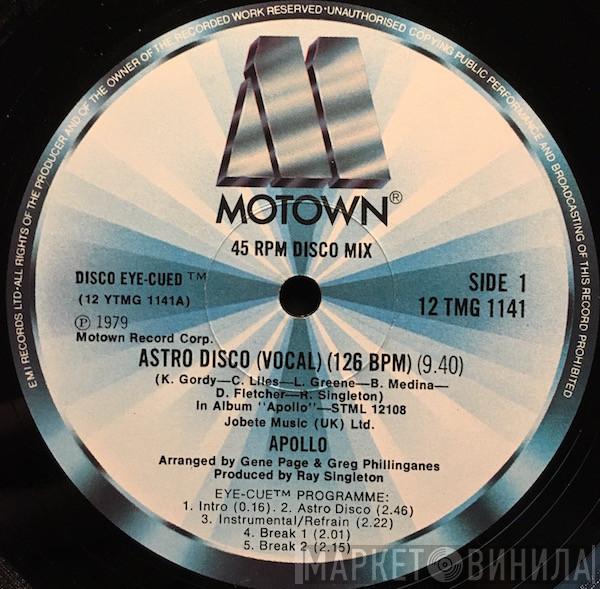 EMI RECORDS LTD·ALL RIGHTS OF THE PRODUCER AND OF THE OWNER OF THE RECORDED WORK RESERVED·UNAUTHORISED COPYING PUBLIC PERFORMANCE AND BROADCASTING OF THIS RECORD PROHIBITED
MOTOWN®
45 RPM DISCO MIX
DISCO EYE-CUED™
(12 YTMG 1141A)
SIDE 1
12 TMG 1141
℗ 1979
Motown Record Corp.
ASTRO DISCO (VOCAL) (126 BPM) (9.40)
(K. Gordy—C. Liles—L. Greene—B. Medina—
D. Fletcher—R. Singleton)
In Album "Apollo"—STML 12108
Jobete Music (UK) Ltd.
APOLLO
Arranged by Gene Page & Greg Phillinganes
Produced by Ray Singleton
EYE-CUE™ PROGRAMME:
1. Intro (0.16). 2. Astro Disco (2.46)
3. Instrumental/Refrain (2.22)
4. Break 1 (2.01)
5. Break 2 (2.15)
МАРКЕТ ВИНИЛА